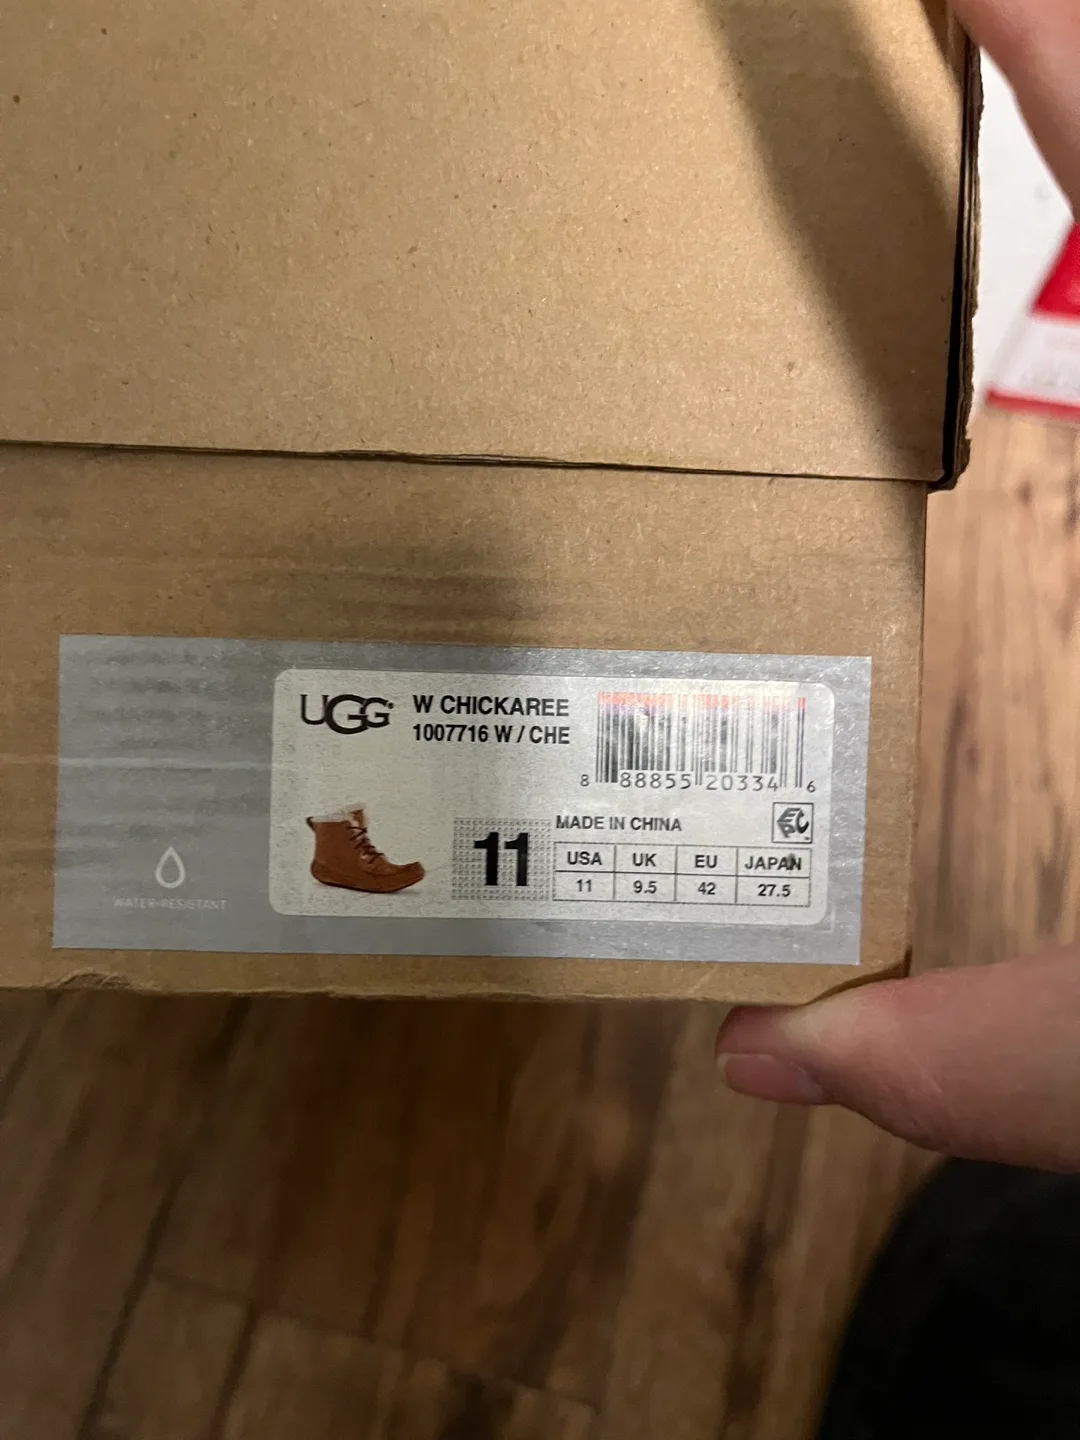 UGG®
W CHICKAREE
1007716 W / CHE
8 88855 20334 6
MADE IN CHINA
11
USA UK EU JAPAN
11 9.5 42 27.5
WATER-RESISTANT